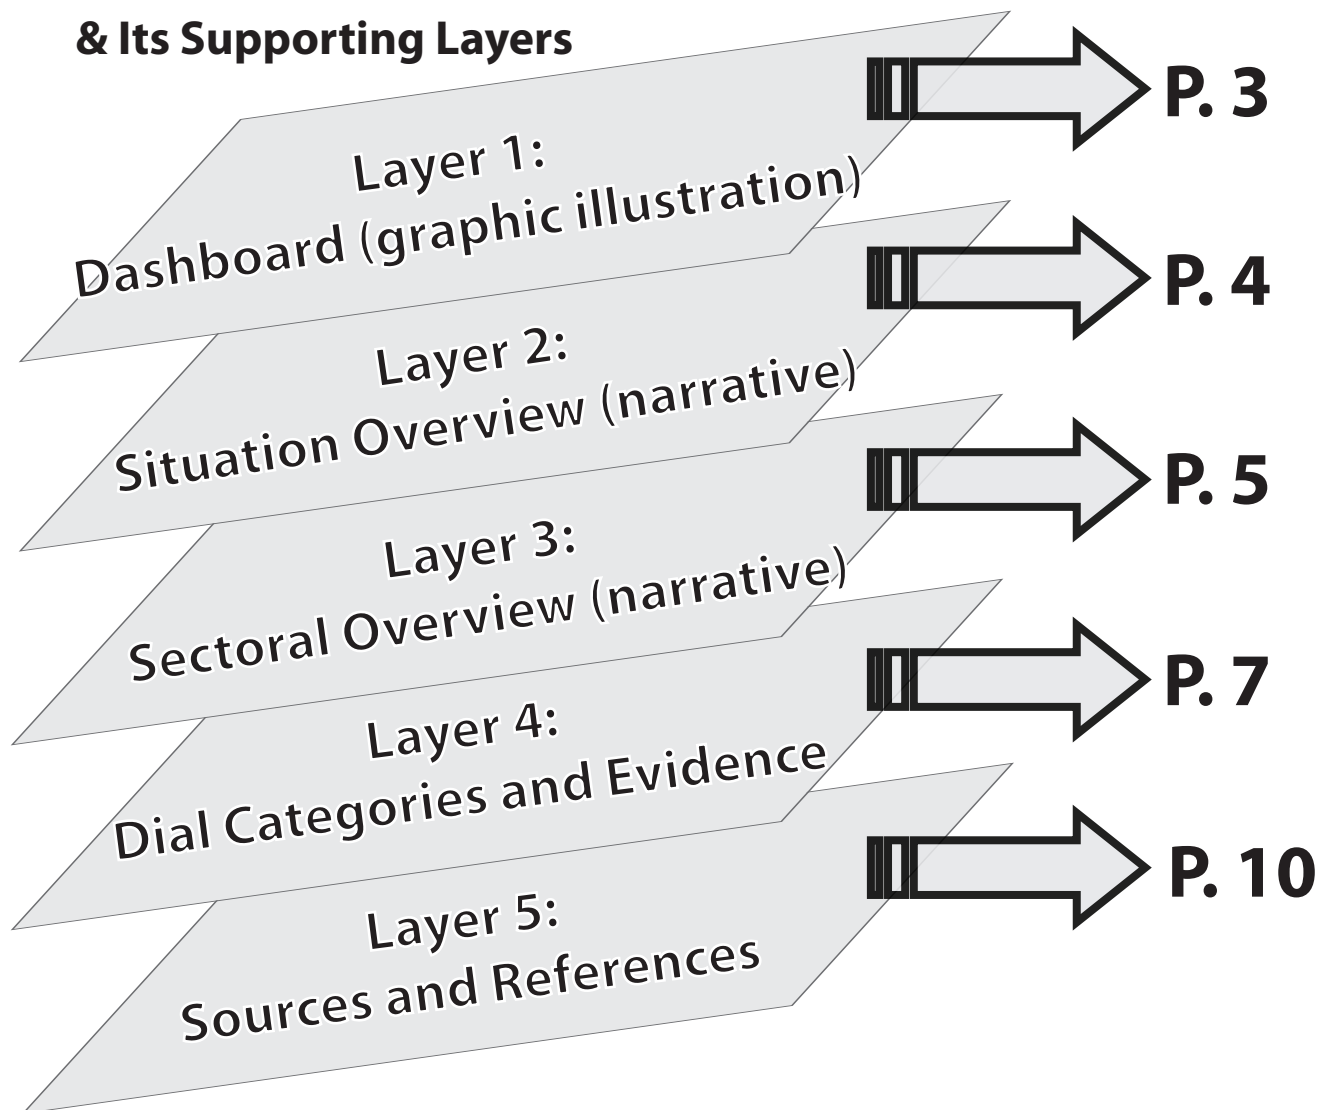 & Its Supporting Layers
Layer 1:
Dashboard (graphic illustration)
P. 3
Layer 2:
Situation Overview (narrative)
P. 4
Layer 3:
Sectoral Overview (narrative)
P. 5
Layer 4:
Dial Categories and Evidence
P. 7
Layer 5:
Sources and References
P. 10